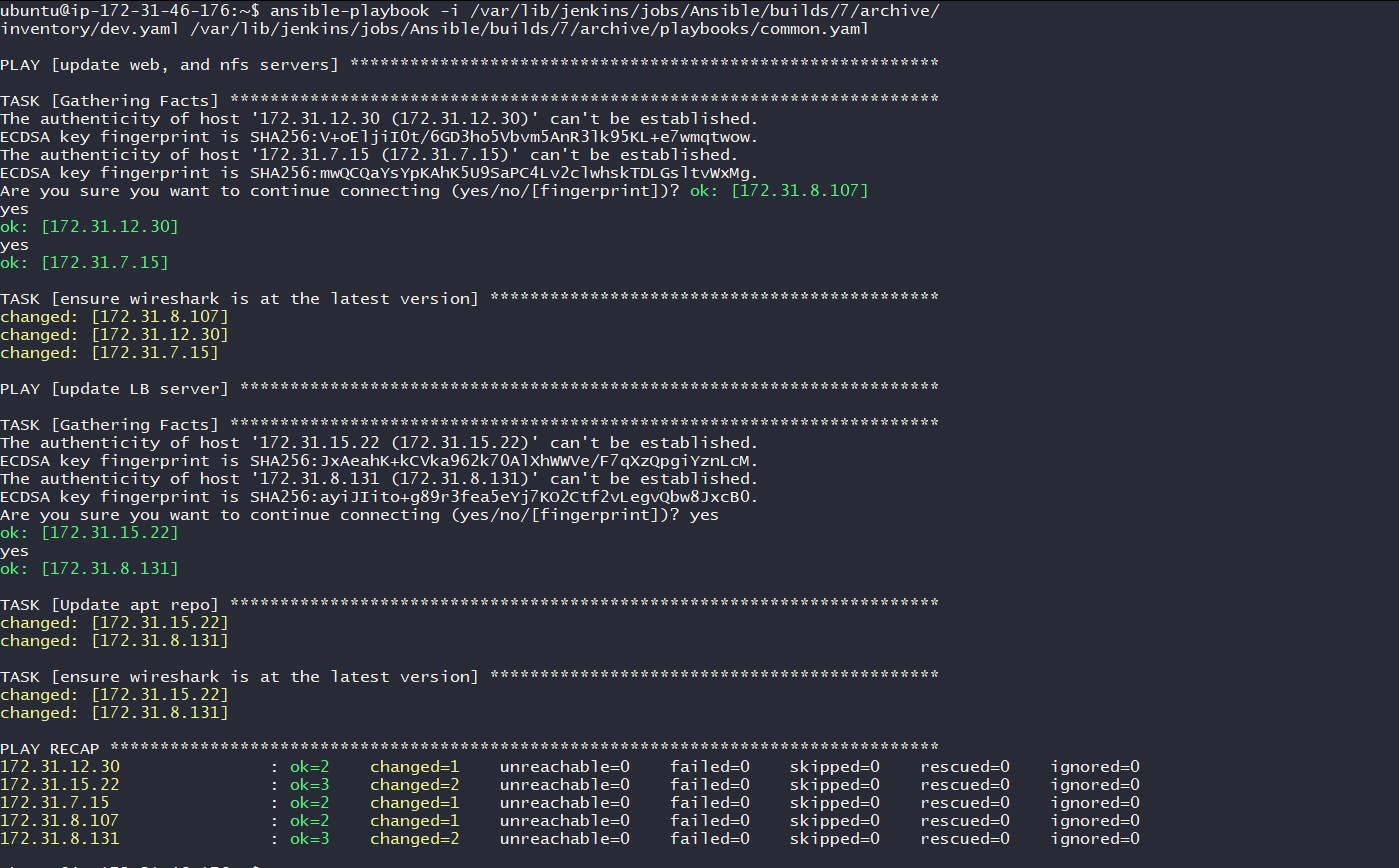 ubuntu@ip-172-31-46-176:~$ ansible-playbook -i /var/lib/jenkins/jobs/Ansible/builds/7/archive/
inventory/dev.yaml /var/lib/jenkins/jobs/Ansible/builds/7/archive/playbooks/common.yaml
PLAY [update web, and nfs servers] ***********************************************************
TASK [Gathering Facts] ***********************************************************************
The authenticity of host '172.31.12.30 (172.31.12.30)' can't be established.
ECDSA key fingerprint is SHA256:V+oEljiI0t/6GD3ho5Vbvm5AnR3lk95KL+e7wmqtwow.
The authenticity of host '172.31.7.15 (172.31.7.15)' can't be established.
ECDSA key fingerprint is SHA256:mwQCQaYsYpKAhK5U9SaPC4Lv2clwhskTDLGsltvWxMg.
Are you sure you want to continue connecting (yes/no/[fingerprint])? ok: [172.31.8.107]
yes
ok: [172.31.12.30]
yes
ok: [172.31.7.15]
TASK [ensure wireshark is at the latest version] *********************************************
changed: [172.31.8.107]
changed: [172.31.12.30]
changed: [172.31.7.15]
PLAY [update LB server] **********************************************************************
TASK [Gathering Facts] ***********************************************************************
The authenticity of host '172.31.15.22 (172.31.15.22)' can't be established.
ECDSA key fingerprint is SHA256:JxAeahK+kCVka962k70AlXhWWVe/F7qXzQpgiYznLcM.
The authenticity of host '172.31.8.131 (172.31.8.131)' can't be established.
ECDSA key fingerprint is SHA256:ayiJIito+g89r3fea5eYj7KO2Ctf2vLegvQbw8JxcB0.
Are you sure you want to continue connecting (yes/no/[fingerprint])? yes
ok: [172.31.15.22]
yes
ok: [172.31.8.131]
TASK [Update apt repo] ***********************************************************************
changed: [172.31.15.22]
changed: [172.31.8.131]
TASK [ensure wireshark is at the latest version] *********************************************
changed: [172.31.15.22]
changed: [172.31.8.131]
PLAY RECAP ***********************************************************************************
172.31.12.30 : ok=2 changed=1 unreachable=0 failed=0 skipped=0 rescued=0 ignored=0
172.31.15.22 : ok=3 changed=2 unreachable=0 failed=0 skipped=0 rescued=0 ignored=0
172.31.7.15 : ok=2 changed=1 unreachable=0 failed=0 skipped=0 rescued=0 ignored=0
172.31.8.107 : ok=2 changed=1 unreachable=0 failed=0 skipped=0 rescued=0 ignored=0
172.31.8.131 : ok=3 changed=2 unreachable=0 failed=0 skipped=0 rescued=0 ignored=0